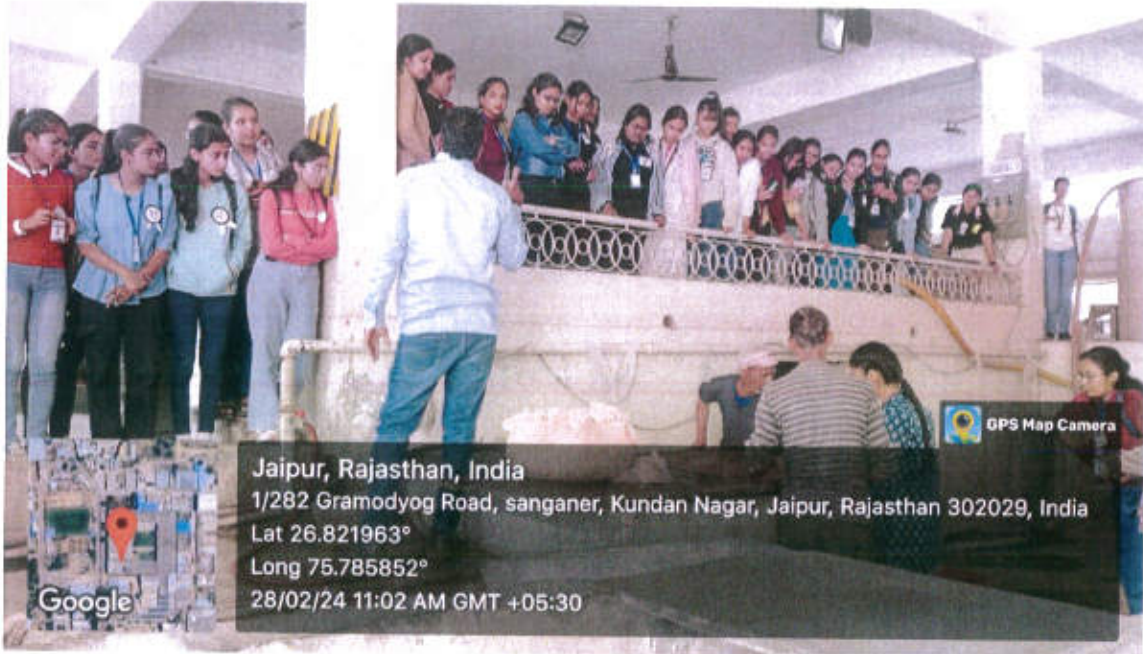 GPS Map Camera
Jaipur, Rajasthan, India
1/282 Gramodyog Road, sanganer, Kundan Nagar, Jaipur, Rajasthan 302029, India
Lat 26.821963°
Long 75.785852°
28/02/24 11:02 AM GMT +05:30
Google